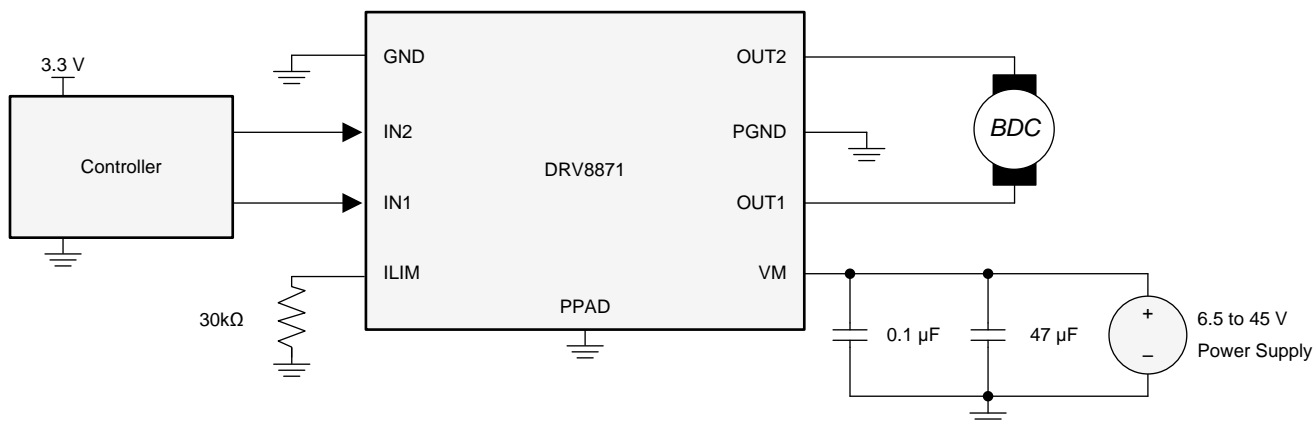 3.3 V
Controller
GND
IN2
IN1
ILIM
30kΩ
DRV8871
PPAD
OUT2
PGND
OUT1
VM
BDC
0.1 µF
47 µF
+
–
6.5 to 45 V
Power Supply